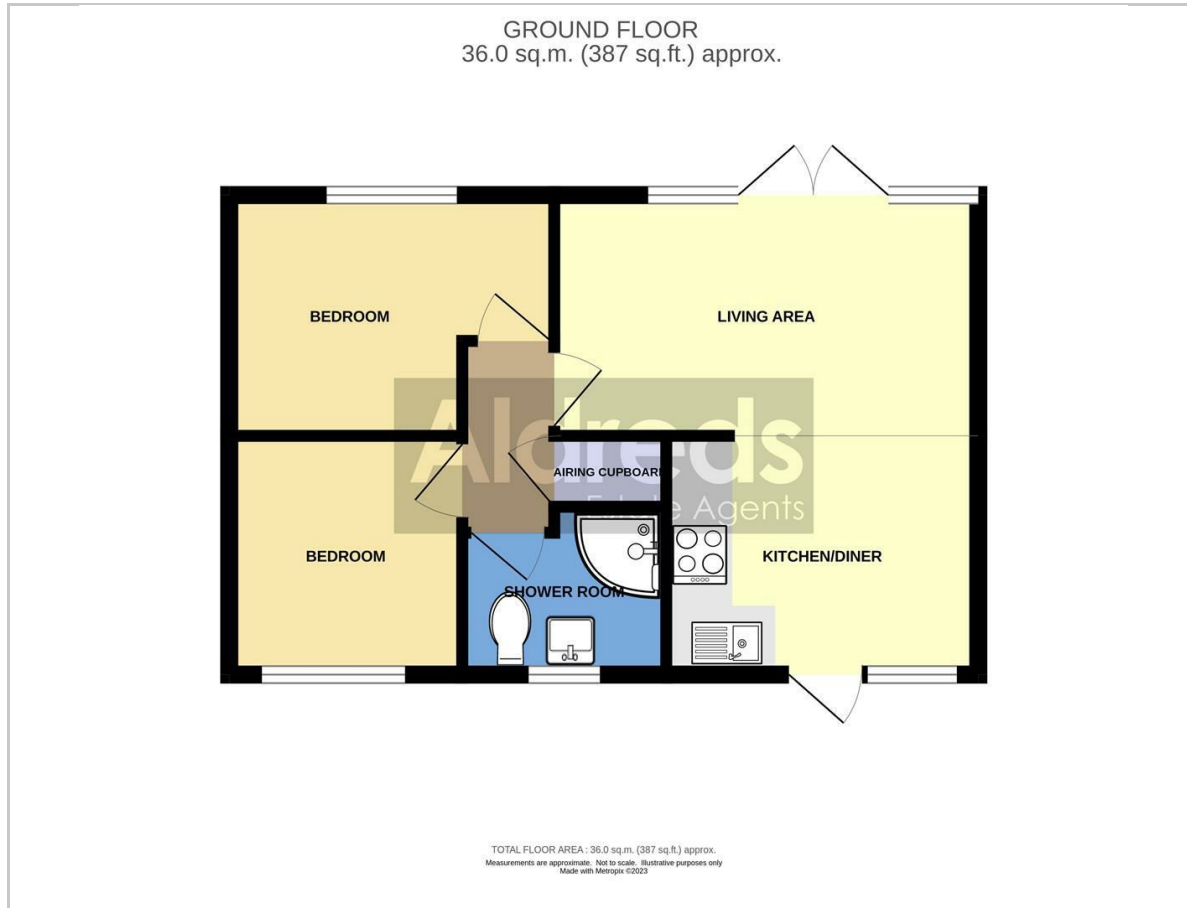 GROUND FLOOR
36.0 sq.m. (387 sq.ft.) approx.
BEDROOM
LIVING AREA
Aldreds
Estate Agents
AIRING CUPBOARD
BEDROOM
KITCHEN/DINER
SHOWER ROOM
TOTAL FLOOR AREA : 36.0 sq.m. (387 sq.ft.) approx.
Measurements are approximate. Not to scale. Illustrative purposes only
Made with Metropix ©2023